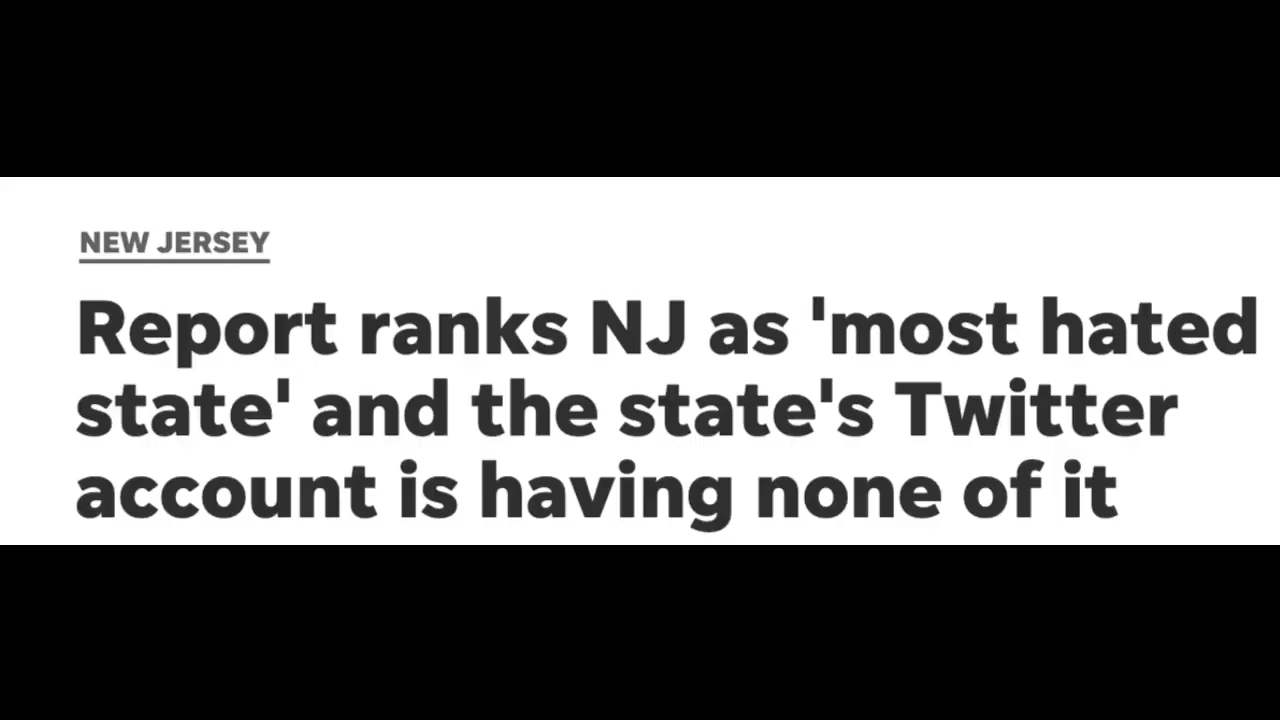 NEW JERSEY
Report ranks NJ as 'most hated
state' and the state's Twitter
account is having none of it